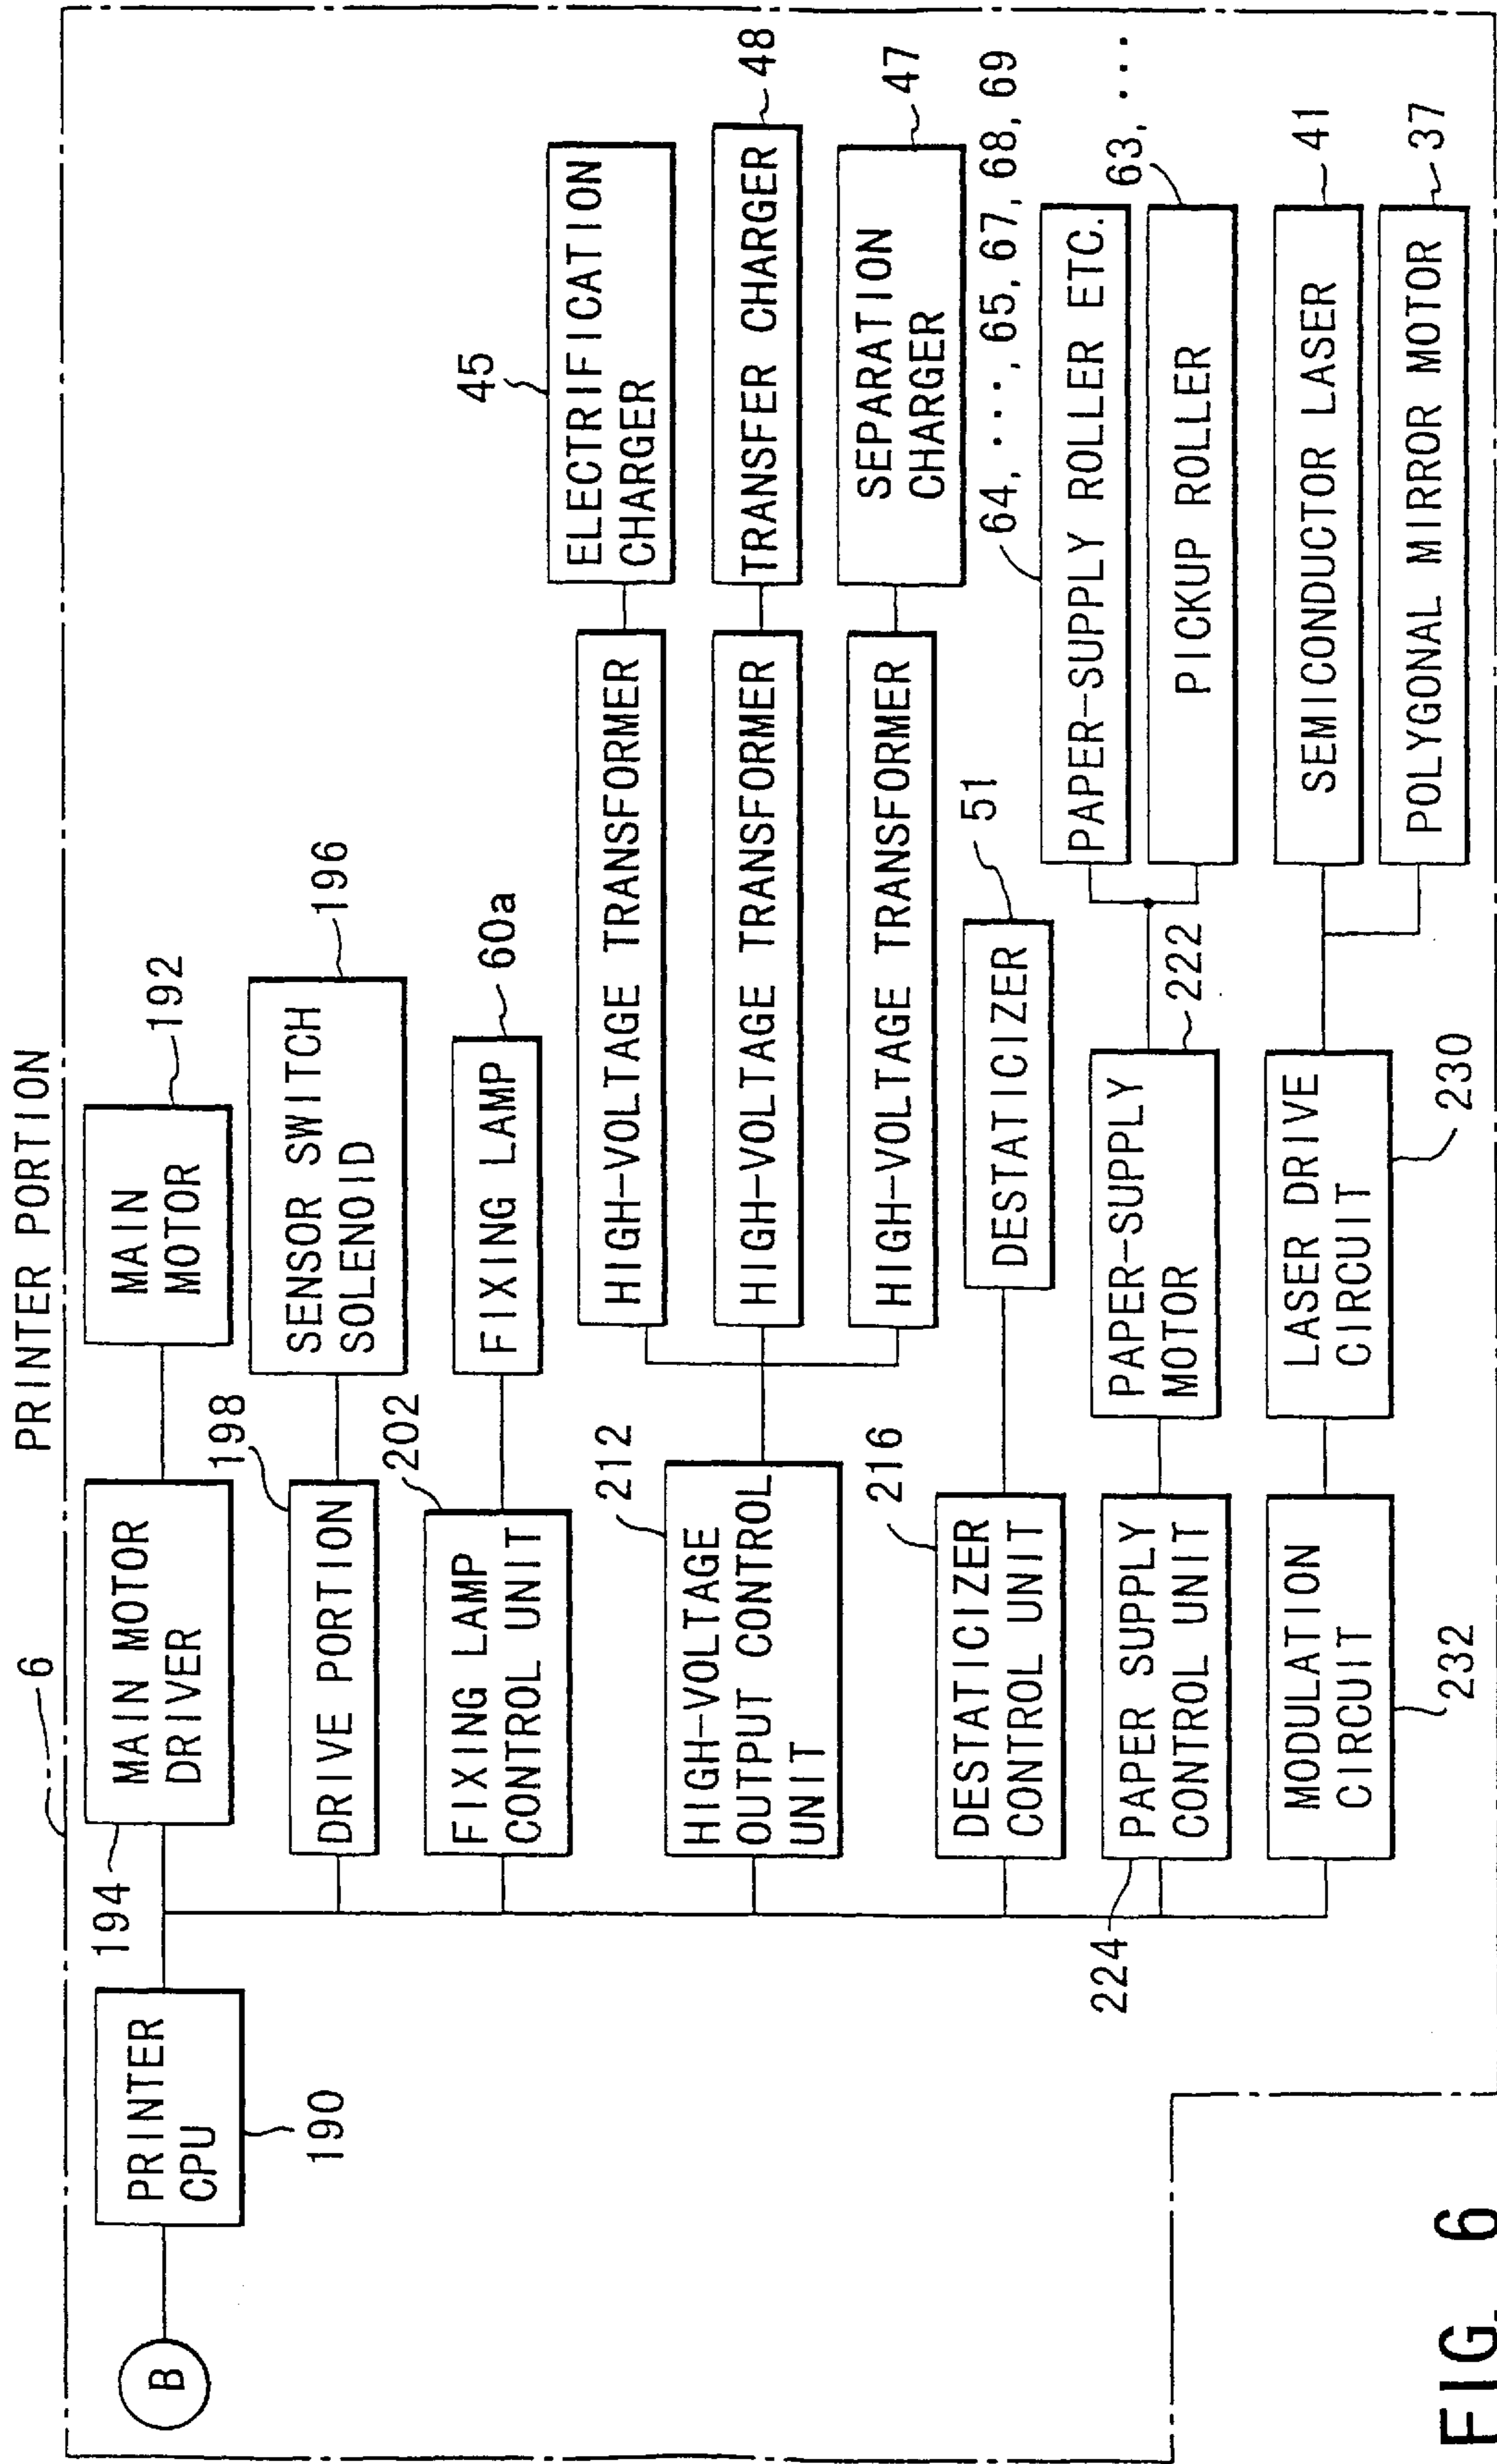 PRINTER PORTION
6
B
PRINTER
CPU
190
194
MAIN MOTOR
DRIVER
MAIN
MOTOR
192
198
DRIVE PORTION
SENSOR SWITCH
SOLENOID
196
202
FIXING LAMP
CONTROL UNIT
FIXING LAMP
60a
212
HIGH-VOLTAGE
OUTPUT CONTROL
UNIT
HIGH-VOLTAGE TRANSFORMER
45
ELECTRIFICATION
CHARGER
HIGH-VOLTAGE TRANSFORMER
TRANSFER CHARGER
48
HIGH-VOLTAGE TRANSFORMER
SEPARATION
CHARGER
47
216
DESTATICIZER
CONTROL UNIT
DESTATICIZER
51
224
PAPER SUPPLY
CONTROL UNIT
PAPER-SUPPLY
MOTOR
222
64, ···, 65, 67, 68, 69
PAPER-SUPPLY ROLLER ETC.
PICKUP ROLLER
63, ···
MODULATION
CIRCUIT
232
LASER DRIVE
CIRCUIT
230
SEMICONDUCTOR LASER
41
POLYGONAL MIRROR MOTOR
37
FIG. 6